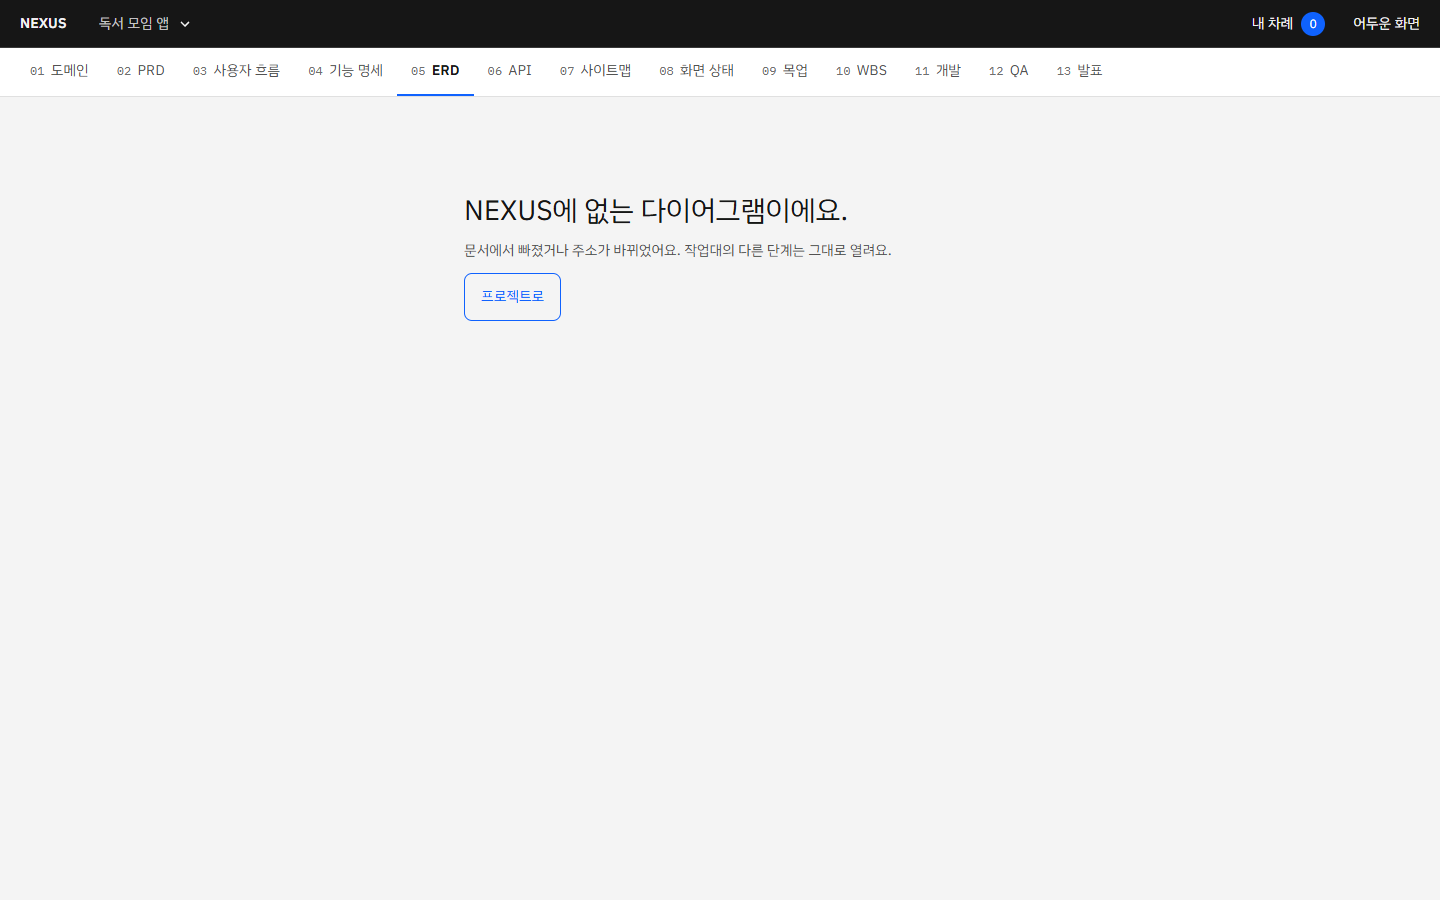 NEXUS 독서 모임 앱 내 차례 0 어두운 화면
01 도메인 02 PRD 03 사용자 흐름 04 기능 명세 05 ERD 06 API 07 사이트맵 08 화면 상태 09 목업 10 WBS 11 개발 12 QA 13 발표
NEXUS에 없는 다이어그램이에요.
문서에서 빠졌거나 주소가 바뀌었어요. 작업대의 다른 단계는 그대로 열려요.
프로젝트로